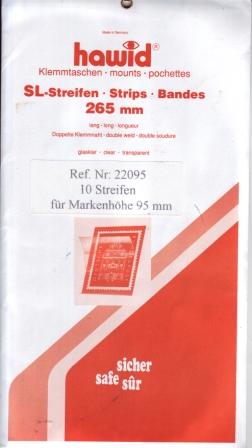 Made in Germany
hawid®
Klemmtaschen · mounts · pochettes
SL-Streifen · Strips · Bandes
265 mm
lang · long · longueur
Doppelte Klemmnaht · double weld · double soudure
glasklar · clear · transparent
Ref. Nr: 22095
10 Streifen
für Markenhöhe 95 mm
sicher
safe sûr